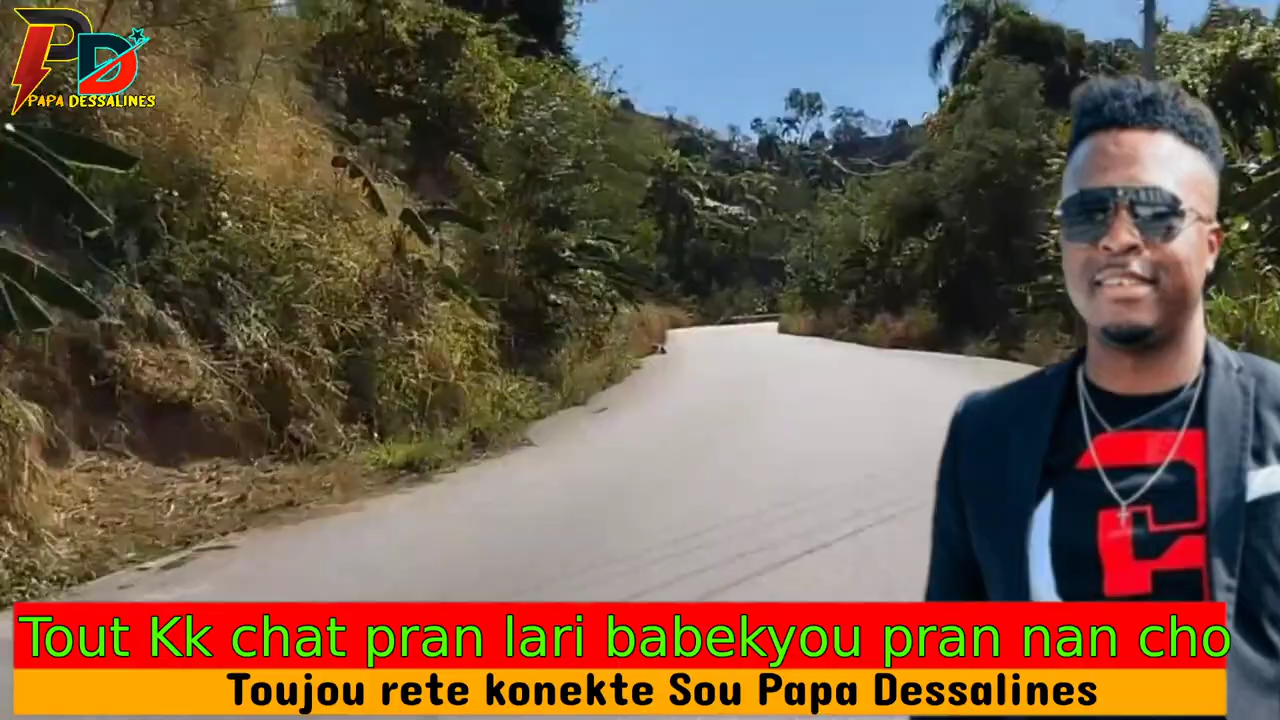 PD
PAPA DESSALINES
Tout Kk chat pran lari babekyou pran nan cho
Toujou rete konekte Sou Papa Dessalines